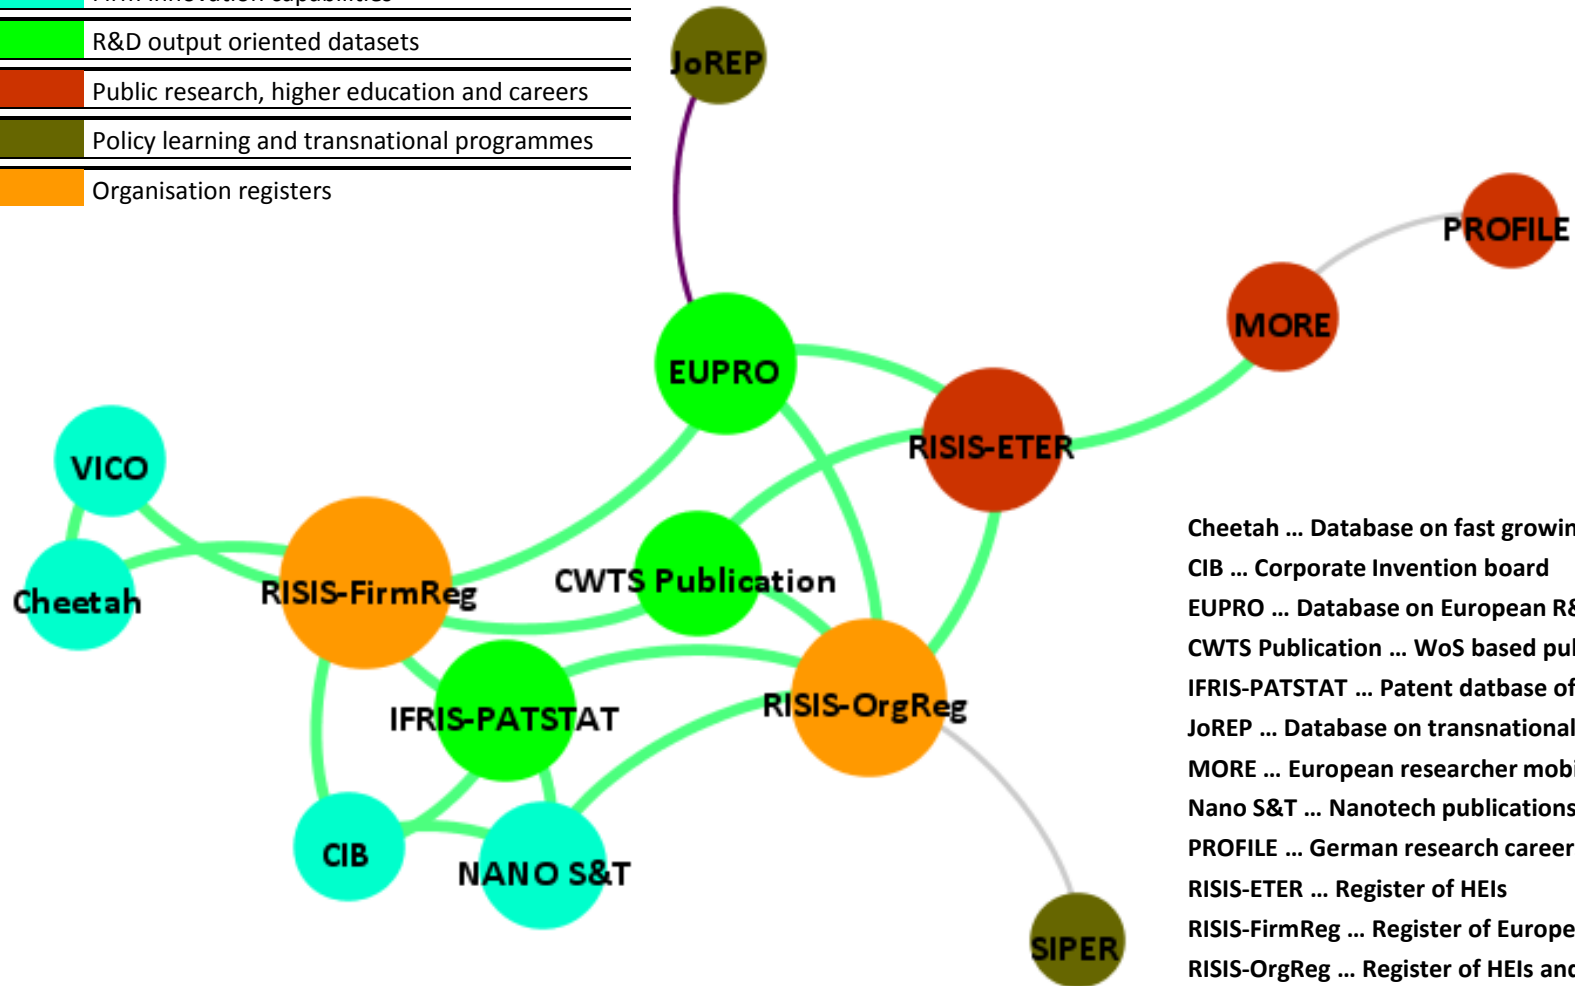 Firm innovation capabilities
R&D output oriented datasets
Public research, higher education and careers
Policy learning and transnational programmes
Organisation registers
JoREP
PROFILE
MORE
EUPRO
RISIS-ETER
VICO
Cheetah
RISIS-FirmReg
CWTS Publication
IFRIS-PATSTAT
RISIS-OrgReg
CIB
NANO S&T
SIPER
Cheetah ... Database on fast growin
CIB ... Corporate Invention board
EUPRO ... Database on European R&
CWTS Publication ... WoS based pu
IFRIS-PATSTAT ... Patent datbase of
JoREP ... Database on transnational
MORE ... European researcher mobi
Nano S&T ... Nanotech publications
PROFILE ... German research career
RISIS-ETER ... Register of HEIs
RISIS-FirmReg ... Register of Europe
RISIS-OrgReg ... Register of HEIs and